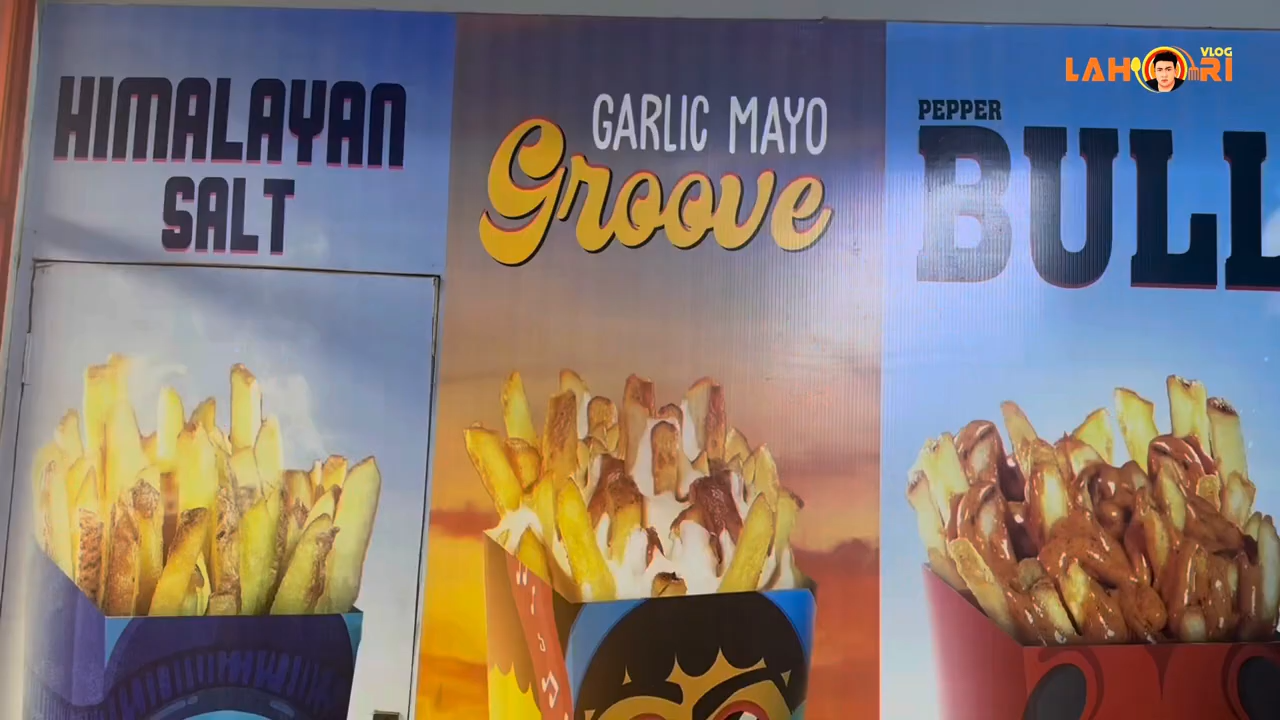 HIMALAYAN
SALT
GARLIC MAYO
Groove
PEPPER
BULL
VLOG
LAHORI